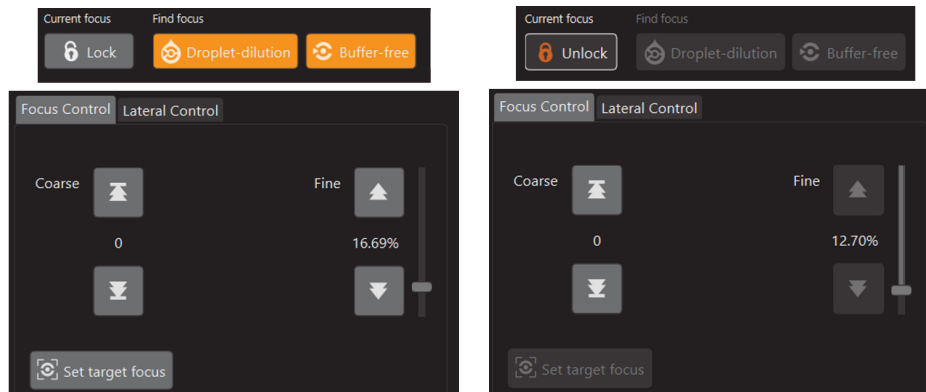 Current focus Find focus
Lock Droplet-dilution Buffer-free
Focus Control Lateral Control
Coarse Fine
0 16.69%
Set target focus
Current focus Find focus
Unlock Droplet-dilution Buffer-free
Focus Control Lateral Control
Coarse Fine
0 12.70%
Set target focus